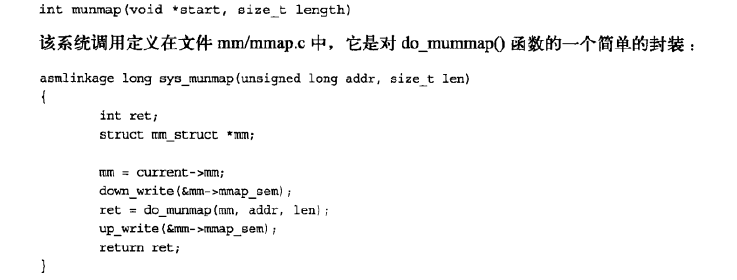 int munmap(void *start, size_t length)
该系统调用定义在文件 mm/mmap.c 中，它是对 do_mummap() 函数的一个简单的封装：
asmlinkage long sys_munmap(unsigned long addr, size_t len)
{
        int ret;
        struct mm_struct *mm;

        mm = current->mm;
        down_write(&mm->mmap_sem);
        ret = do_munmap(mm, addr, len);
        up_write(&mm->mmap_sem);
        return ret;
}